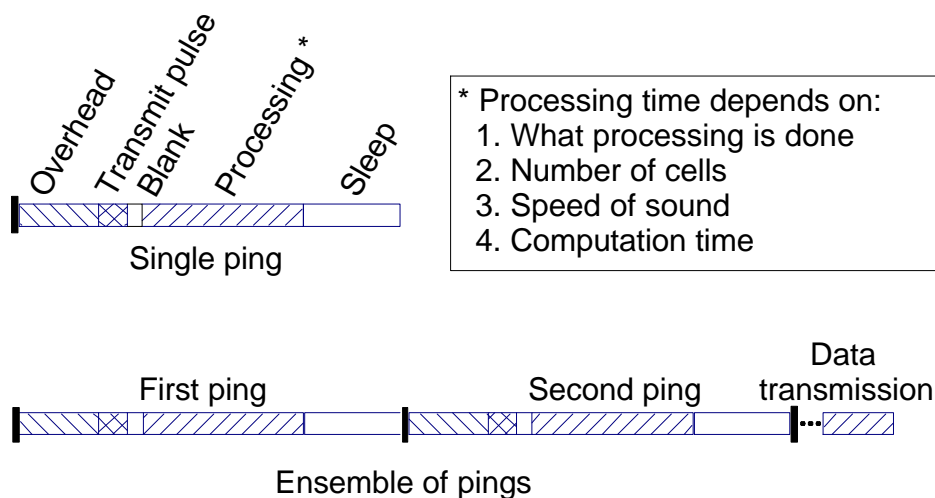 Overhead
Transmit pulse
Blank
Processing *
Sleep
Single ping
* Processing time depends on:
1. What processing is done
2. Number of cells
3. Speed of sound
4. Computation time
First ping
Second ping
Data
transmission
Ensemble of pings